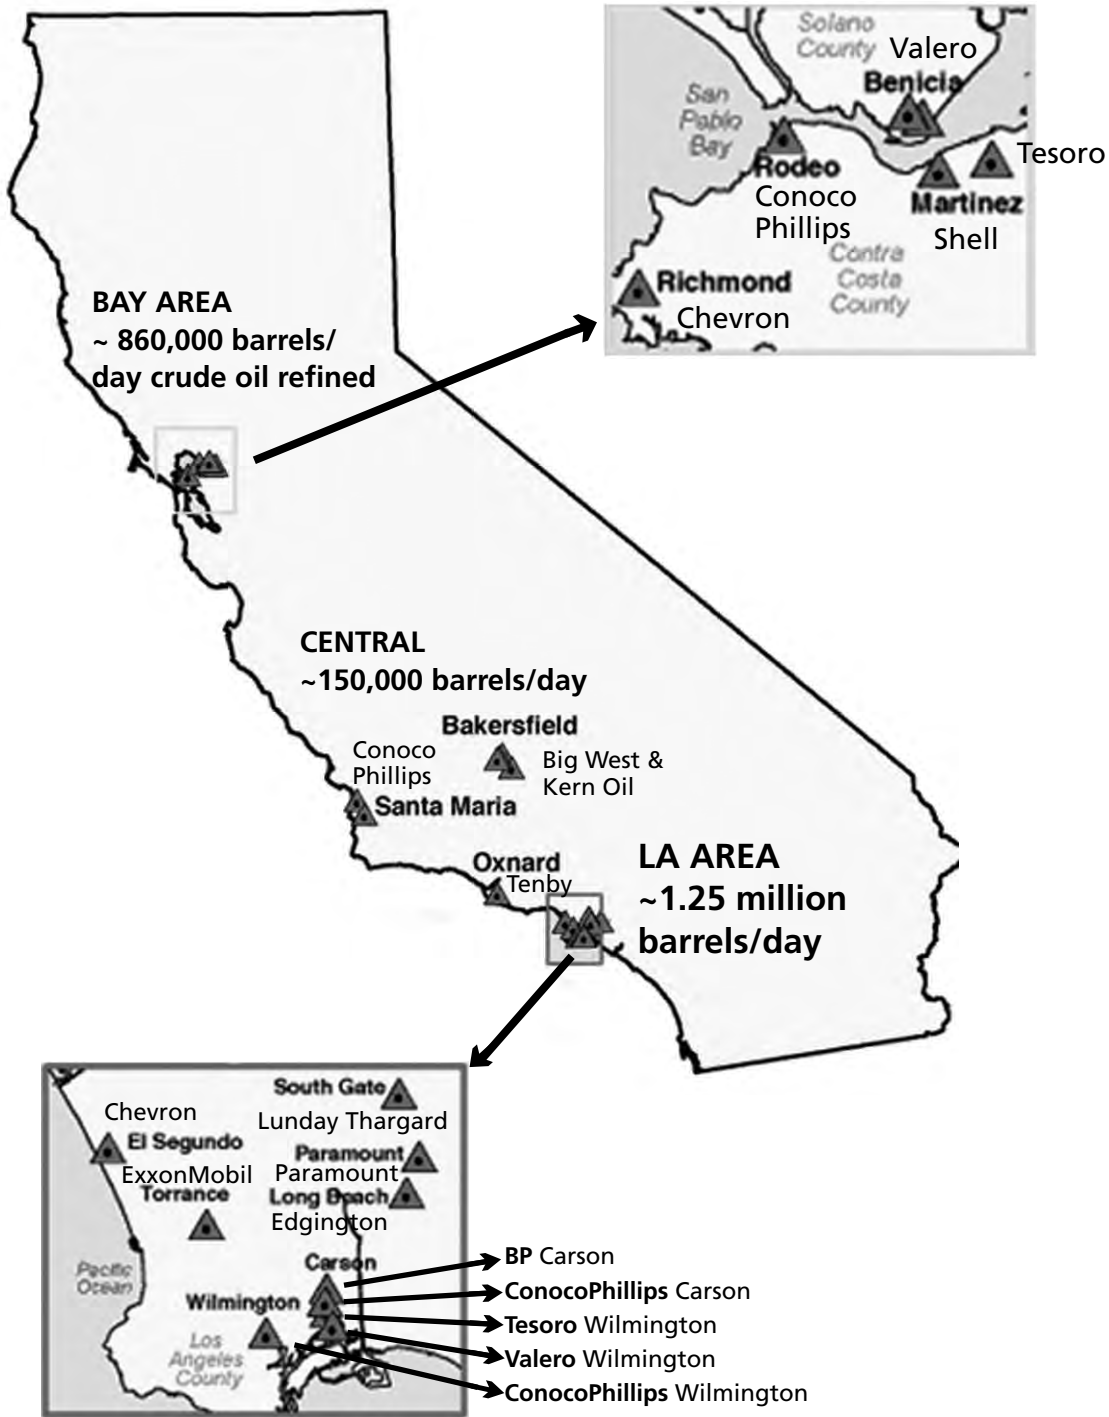 Solano
County
Valero
Benicia
San
Pablo
Bay
Tesoro
Rodeo
Conoco
Phillips
Martinez
Shell
Contra
Costa
County
Richmond
Chevron
BAY AREA
~ 860,000 barrels/
day crude oil refined
CENTRAL
~150,000 barrels/day
Bakersfield
Conoco
Phillips
Big West &
Kern Oil
Santa Maria
Oxnard
Tenby
LA AREA
~1.25 million
barrels/day
South Gate
Lunday Thargard
Chevron
El Segundo
ExxonMobil
Torrance
Paramount
Paramount
Long Beach
Edgington
Carson
Pacific
Ocean
Wilmington
Los
Angeles
County
BP Carson
ConocoPhillips Carson
Tesoro Wilmington
Valero Wilmington
ConocoPhillips Wilmington